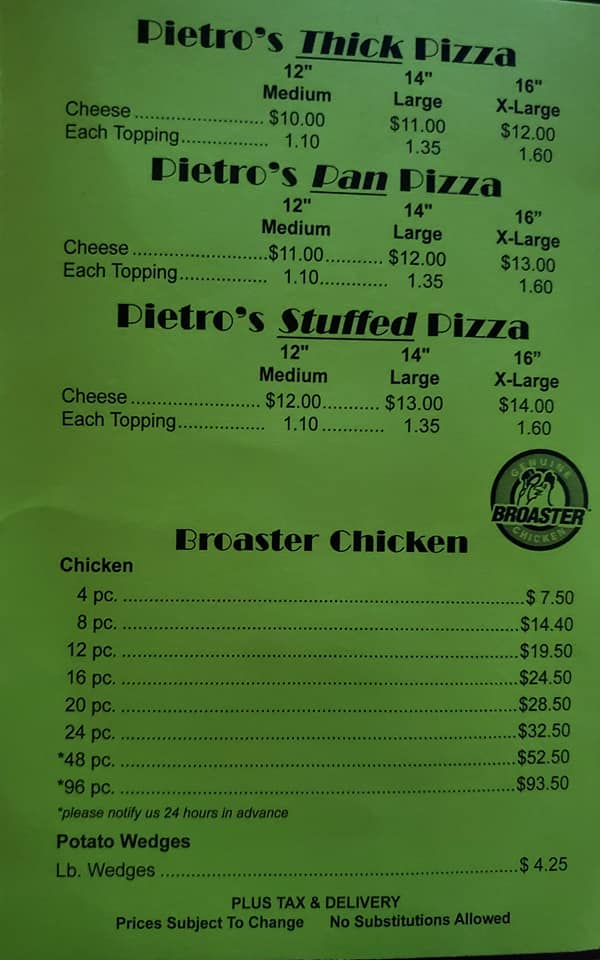 Pietro's Thick Pizza
12" 14" 16"
Medium Large X-Large
Cheese ........................ $10.00 $11.00 $12.00
Each Topping................ 1.10 1.35 1.60
Pietro's Pan Pizza
12" 14" 16"
Medium Large X-Large
Cheese .........................$11.00........... $12.00 $13.00
Each Topping................ 1.10............. 1.35 1.60
Pietro's Stuffed Pizza
12" 14" 16"
Medium Large X-Large
Cheese ........................ $12.00........... $13.00 $14.00
Each Topping................ 1.10 ............ 1.35 1.60
GENUINE
BROASTER
CHICKEN
Broaster Chicken
Chicken
4 pc. ..........................................................................$ 7.50
8 pc. .........................................................................$14.40
12 pc. .......................................................................$19.50
16 pc. .......................................................................$24.50
20 pc. .......................................................................$28.50
24 pc. .......................................................................$32.50
*48 pc. ......................................................................$52.50
*96 pc. ......................................................................$93.50
*please notify us 24 hours in advance
Potato Wedges
Lb. Wedges ................................................................$ 4.25
PLUS TAX & DELIVERY
Prices Subject To Change No Substitutions Allowed